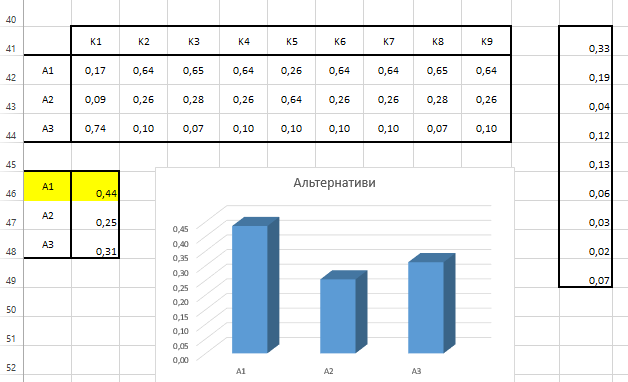 40
41 K1 K2 K3 K4 K5 K6 K7 K8 K9 0,33
42 A1 0,17 0,64 0,65 0,64 0,26 0,64 0,64 0,65 0,64 0,19
43 A2 0,09 0,26 0,28 0,26 0,64 0,26 0,26 0,28 0,26 0,04
44 A3 0,74 0,10 0,07 0,10 0,10 0,10 0,10 0,07 0,10 0,12
45 0,13
46 A1 0,44 0,06
47 A2 0,25 0,03
48 A3 0,31 0,02
49 0,07
50
51
52
Альтернативи
0,45
0,40
0,35
0,30
0,25
0,20
0,15
0,10
0,05
0,00
A1 A2 A3